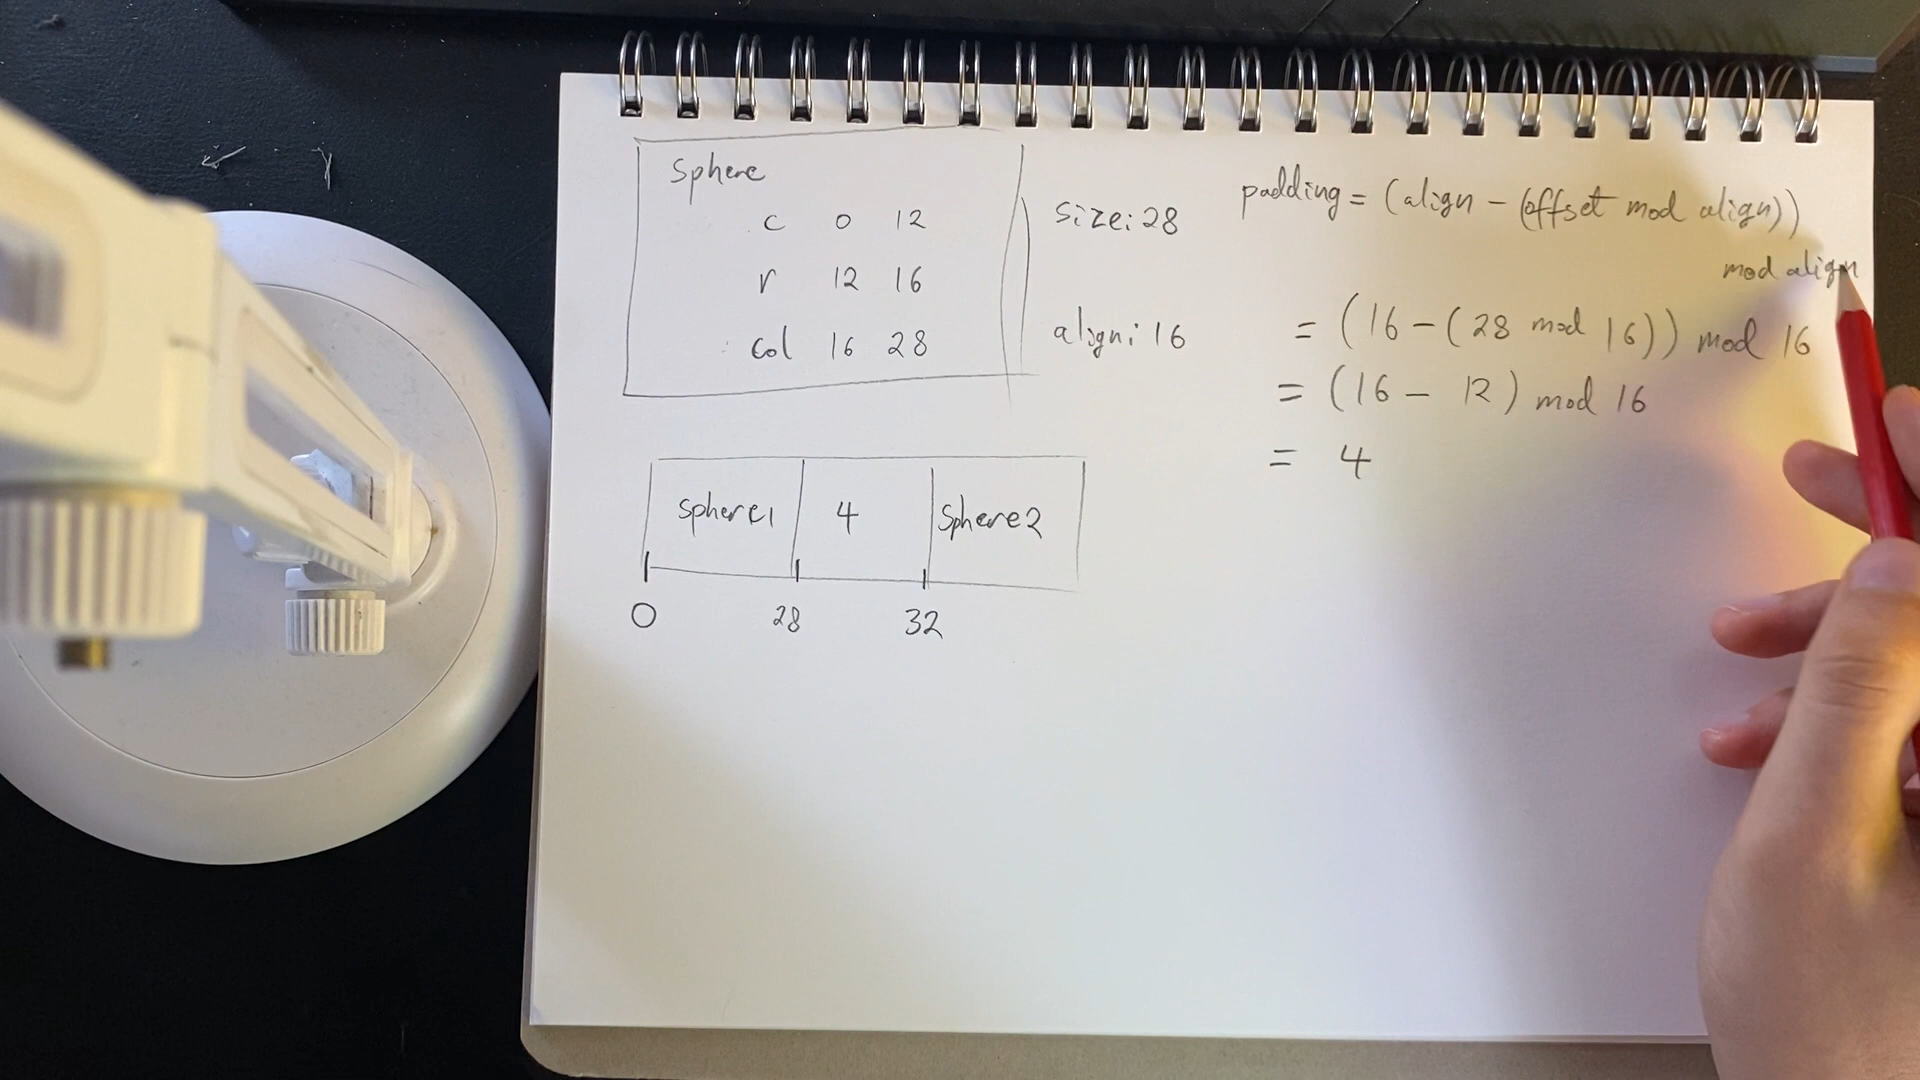 Sphere
c 0 12
r 12 16
Col 16 28
Size: 28
align: 16
padding = (align - (offset mod align))
mod align
= (16 - (28 mod 16)) mod 16
= (16 - 12) mod 16
= 4
Sphere1 4 Sphere2
0 28 32